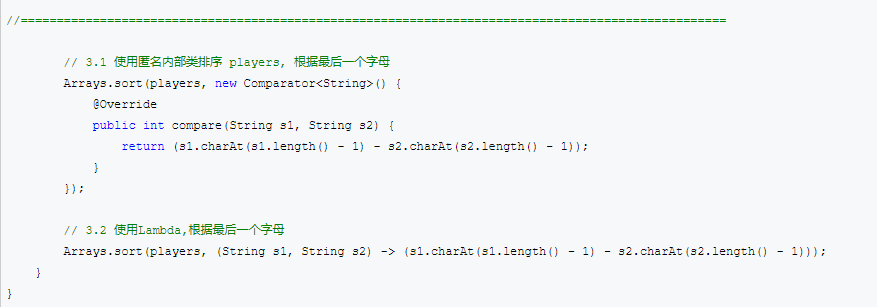 //====================================================================================================
// 3.1 使用匿名内部类排序 players, 根据最后一个字母
Arrays.sort(players, new Comparator<String>() {
@Override
public int compare(String s1, String s2) {
return (s1.charAt(s1.length() - 1) - s2.charAt(s2.length() - 1));
}
});
// 3.2 使用Lambda,根据最后一个字母
Arrays.sort(players, (String s1, String s2) -> (s1.charAt(s1.length() - 1) - s2.charAt(s2.length() - 1)));
}
}